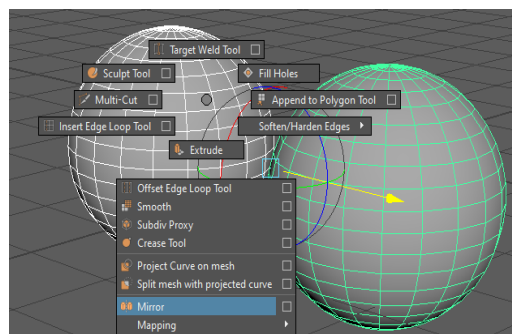 Target Weld Tool
Sculpt Tool
Fill Holes
Multi-Cut
Append to Polygon Tool
Insert Edge Loop Tool
Soften/Harden Edges
Extrude
Offset Edge Loop Tool
Smooth
Subdiv Proxy
Crease Tool
Project Curve on mesh
Split mesh with projected curve
Mirror
Mapping